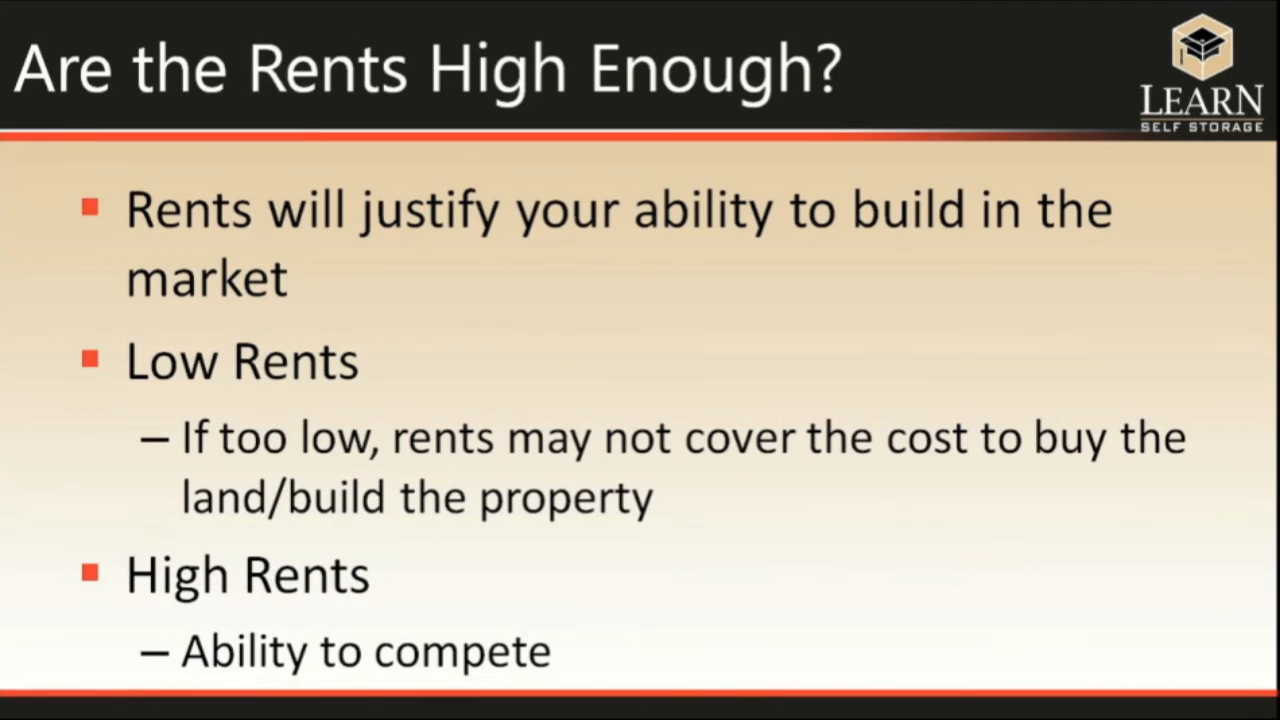 Are the Rents High Enough?
LEARN
SELF STORAGE
▪ Rents will justify your ability to build in the
market
▪ Low Rents
– If too low, rents may not cover the cost to buy the
land/build the property
▪ High Rents
– Ability to compete